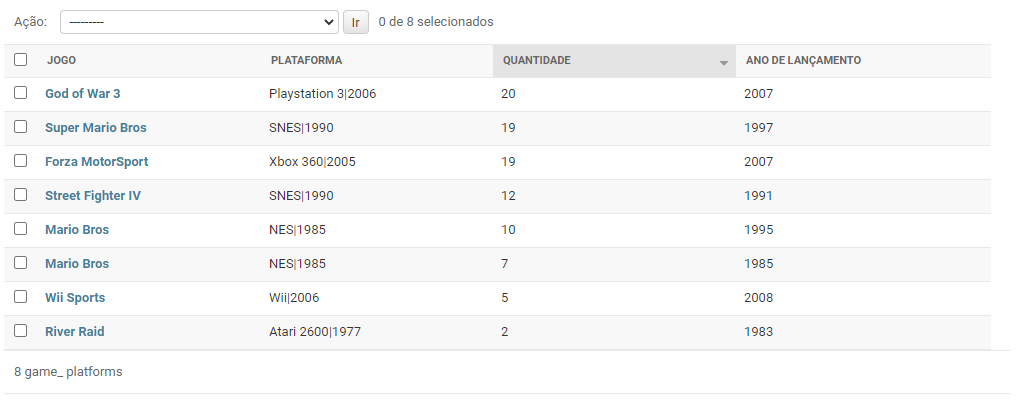 Ação: --------- Ir 0 de 8 selecionados
JOGO PLATAFORMA QUANTIDADE ANO DE LANÇAMENTO
God of War 3 Playstation 3|2006 20 2007
Super Mario Bros SNES|1990 19 1997
Forza MotorSport Xbox 360|2005 19 2007
Street Fighter IV SNES|1990 12 1991
Mario Bros NES|1985 10 1995
Mario Bros NES|1985 7 1985
Wii Sports Wii|2006 5 2008
River Raid Atari 2600|1977 2 1983
8 game_ platforms